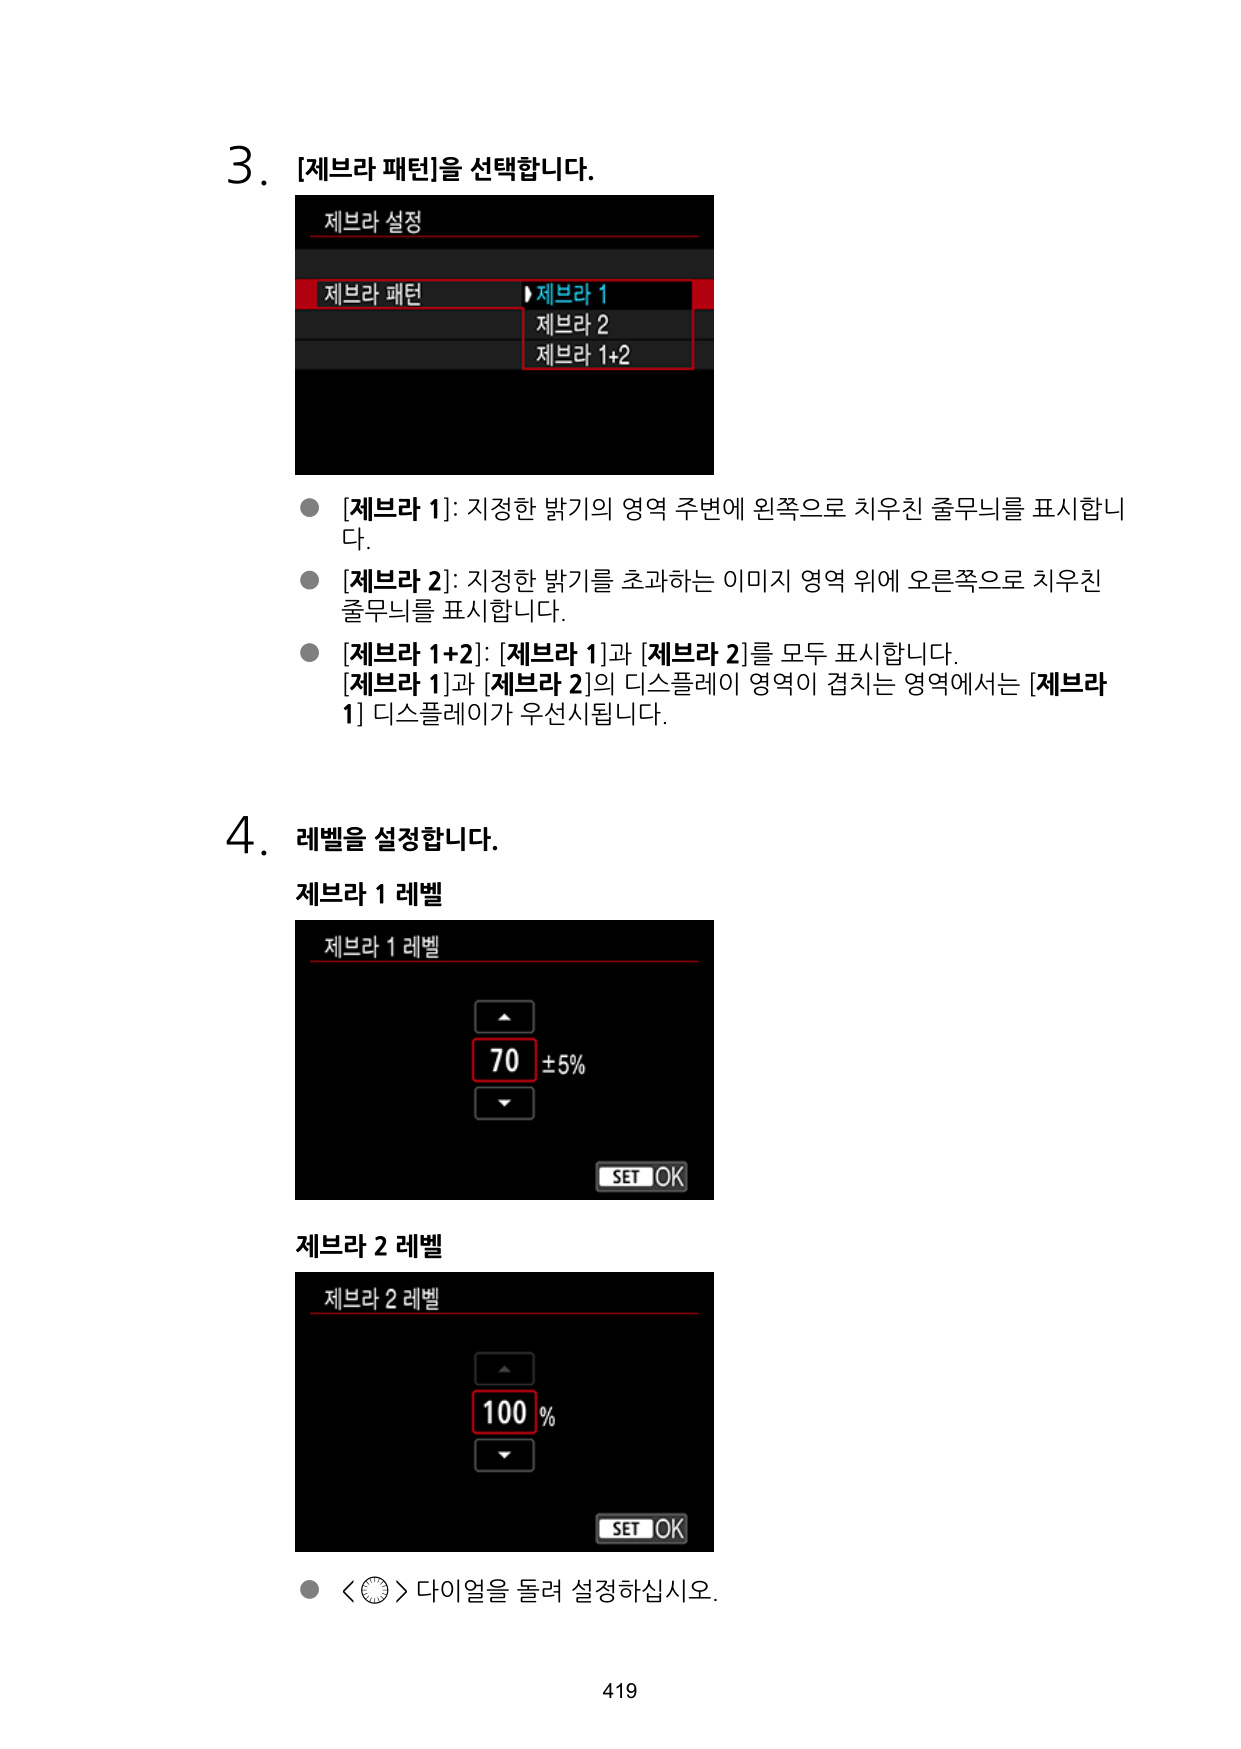 3. [제브라 패턴]을 선택합니다.
제브라 설정
제브라 패턴 제브라 1
제브라 2
제브라 1+2
● [제브라 1]: 지정한 밝기의 영역 주변에 왼쪽으로 치우친 줄무늬를 표시합니
다.
● [제브라 2]: 지정한 밝기를 초과하는 이미지 영역 위에 오른쪽으로 치우친
줄무늬를 표시합니다.
● [제브라 1+2]: [제브라 1]과 [제브라 2]를 모두 표시합니다.
[제브라 1]과 [제브라 2]의 디스플레이 영역이 겹치는 영역에서는 [제브라
1] 디스플레이가 우선시됩니다.
4. 레벨을 설정합니다.
제브라 1 레벨
제브라 1 레벨
70 ±5%
SET OK
제브라 2 레벨
제브라 2 레벨
100 %
SET OK
● < > 다이얼을 돌려 설정하십시오.
419